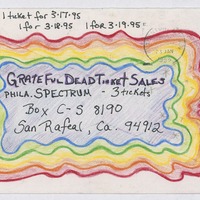 1 ticket for 3-17-95
1 for 3-18-95 1 for 3-19-95
GRATEFUL DEAD TICKET SALES
PHILA. SPECTRUM - 3 tickets
Box C-S 8190
San Rafeal, Ca. 94912